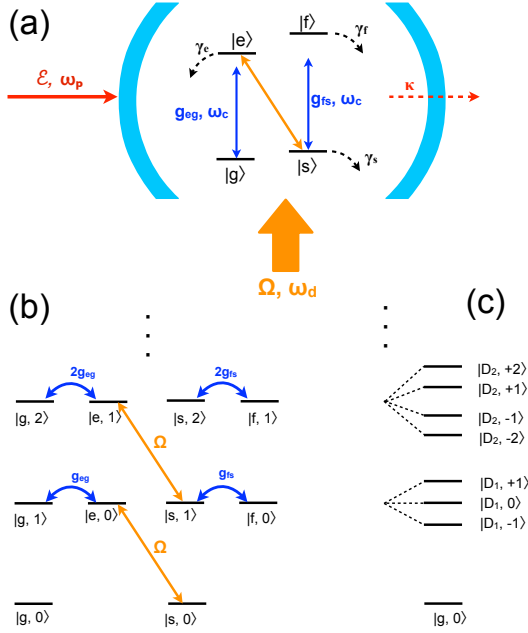 (a)
|e⟩
|f⟩
γe
γf
ℰ, ωp
geg, ωc
gfs, ωc
κ
|g⟩
|s⟩
γs
Ω, ωd
(b)
(c)
2geg
2gfs
|g, 2⟩
|e, 1⟩
|s, 2⟩
|f, 1⟩
|D2, +2⟩
|D2, +1⟩
|D2, -1⟩
|D2, -2⟩
Ω
geg
gfs
|g, 1⟩
|e, 0⟩
|s, 1⟩
|f, 0⟩
|D1, +1⟩
|D1, 0⟩
|D1, -1⟩
Ω
|g, 0⟩
|s, 0⟩
|g, 0⟩